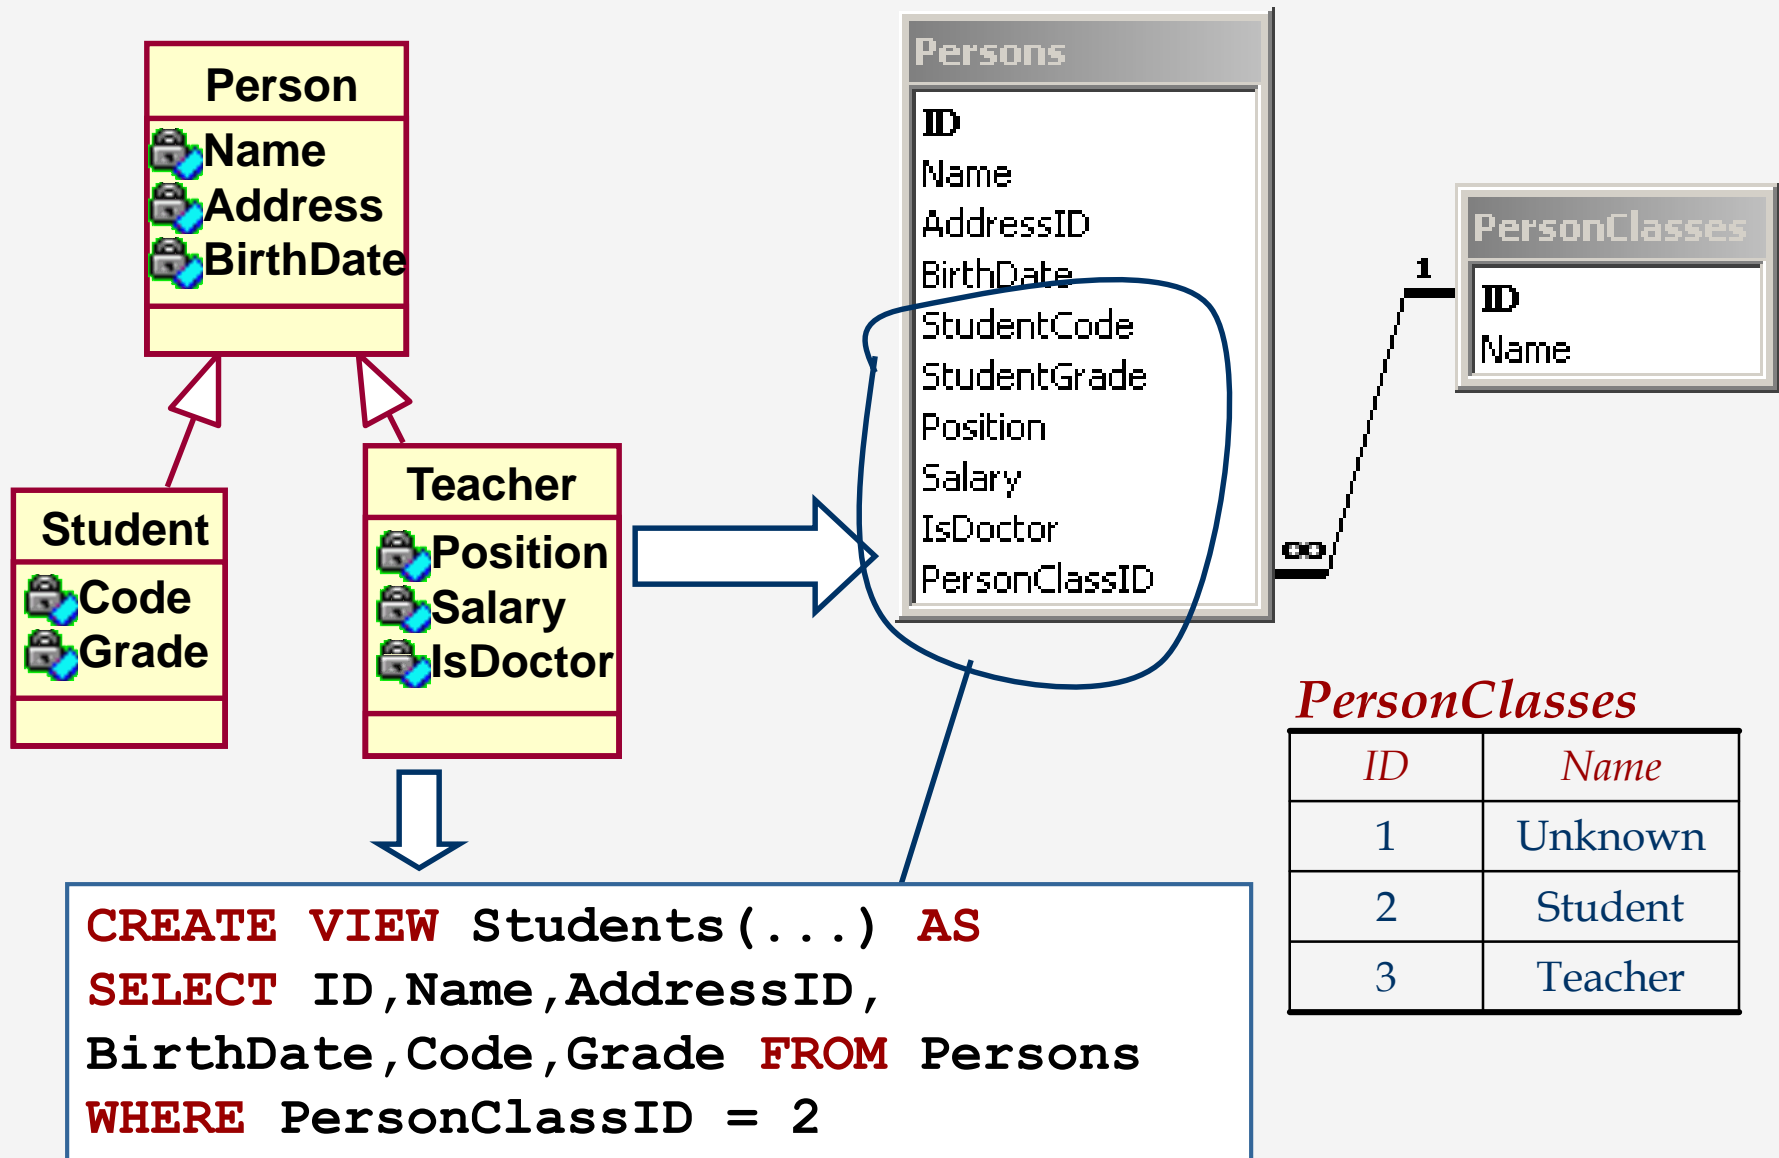 Person
Name
Address
BirthDate
Student
Code
Grade
Teacher
Position
Salary
IsDoctor
Persons
ID
Name
AddressID
BirthDate
StudentCode
StudentGrade
Position
Salary
IsDoctor
PersonClassID
1
∞
PersonClasses
ID
Name
PersonClasses
ID Name
1 Unknown
2 Student
3 Teacher
CREATE VIEW Students(...) AS
SELECT ID,Name,AddressID,
BirthDate,Code,Grade FROM Persons
WHERE PersonClassID = 2